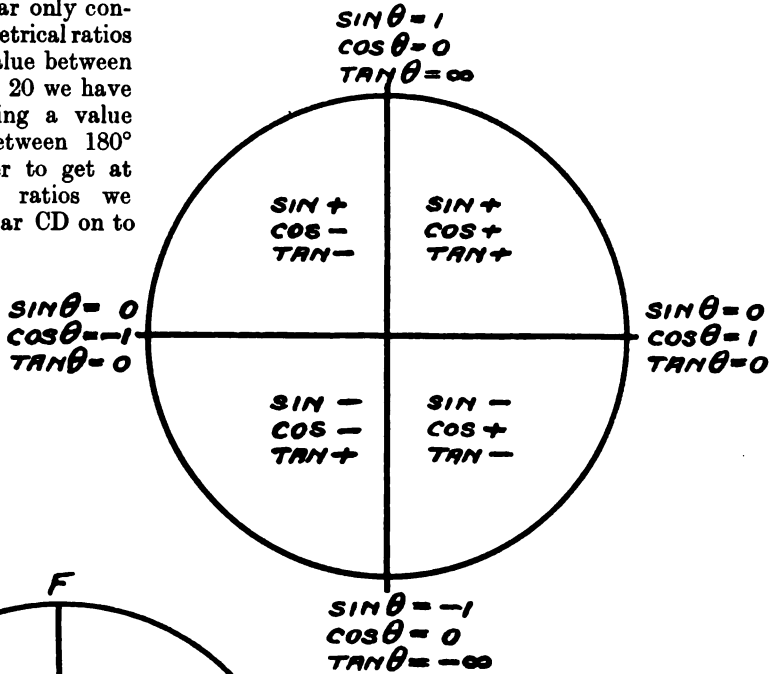 ar only con-
etrical ratios
alue between
20 we have
ing a value
etween 180°
r to get at
ratios we
ar CD on to
SIN θ = 1
COS θ = 0
TAN θ = ∞
SIN +
COS −
TAN −
SIN +
COS +
TAN +
SIN θ = 0
COS θ = −1
TAN θ = 0
SIN θ = 0
COS θ = 1
TAN θ = 0
SIN −
COS −
TAN +
SIN −
COS +
TAN −
F
SIN θ = −1
COS θ = 0
TAN θ = −∞